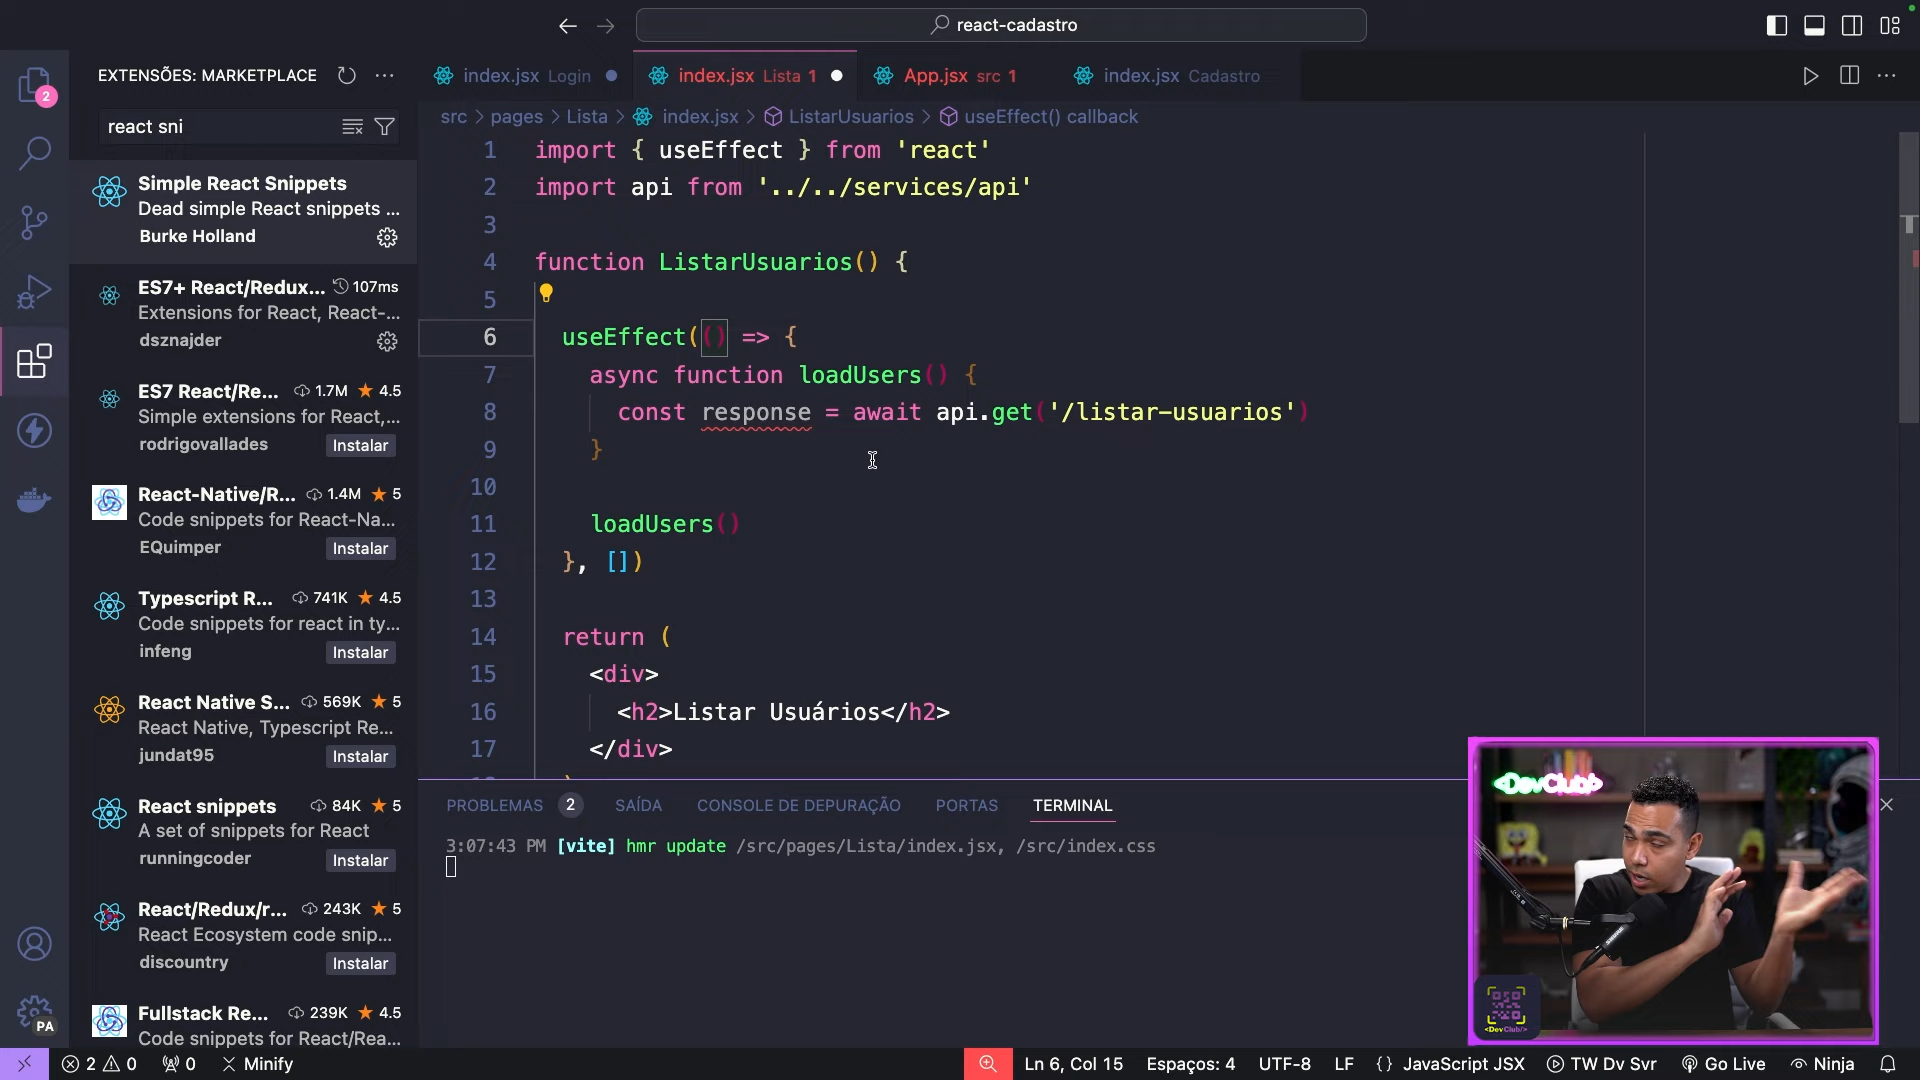 react-cadastro
EXTENSÕES: MARKETPLACE
index.jsx Login
index.jsx Lista 1
App.jsx src 1
index.jsx Cadastro
2
react sni
src > pages > Lista > index.jsx > ListarUsuarios > useEffect() callback
Simple React Snippets
Dead simple React snippets ...
Burke Holland
ES7+ React/Redux... 107ms
Extensions for React, React-...
dsznajder
ES7 React/Re... 1.7M 4.5
Simple extensions for React,...
rodrigovallades Instalar
React-Native/R... 1.4M 5
Code snippets for React-Na...
EQuimper Instalar
Typescript R... 741K 4.5
Code snippets for react in ty...
infeng Instalar
React Native S... 569K 5
React Native, Typescript Re...
jundat95 Instalar
React snippets 84K 5
A set of snippets for React
runningcoder Instalar
React/Redux/r... 243K 5
React Ecosystem code snip...
discountry Instalar
Fullstack Re... 239K 4.5
Code snippets for React/Rea...
PA
1 import { useEffect } from 'react'
2 import api from '../../services/api'
3
4 function ListarUsuarios() {
5
6 useEffect(() => {
7 async function loadUsers() {
8 const response = await api.get('/listar-usuarios')
9 }
10
11 loadUsers()
12 }, [])
13
14 return (
15 <div>
16 <h2>Listar Usuários</h2>
17 </div>
PROBLEMAS 2 SAÍDA CONSOLE DE DEPURAÇÃO PORTAS TERMINAL
3:07:43 PM [vite] hmr update /src/pages/Lista/index.jsx, /src/index.css
<DevClub/>
<DevClub/>
2 0 0 Minify
Ln 6, Col 15 Espaços: 4 UTF-8 LF {} JavaScript JSX TW Dv Svr Go Live Ninja